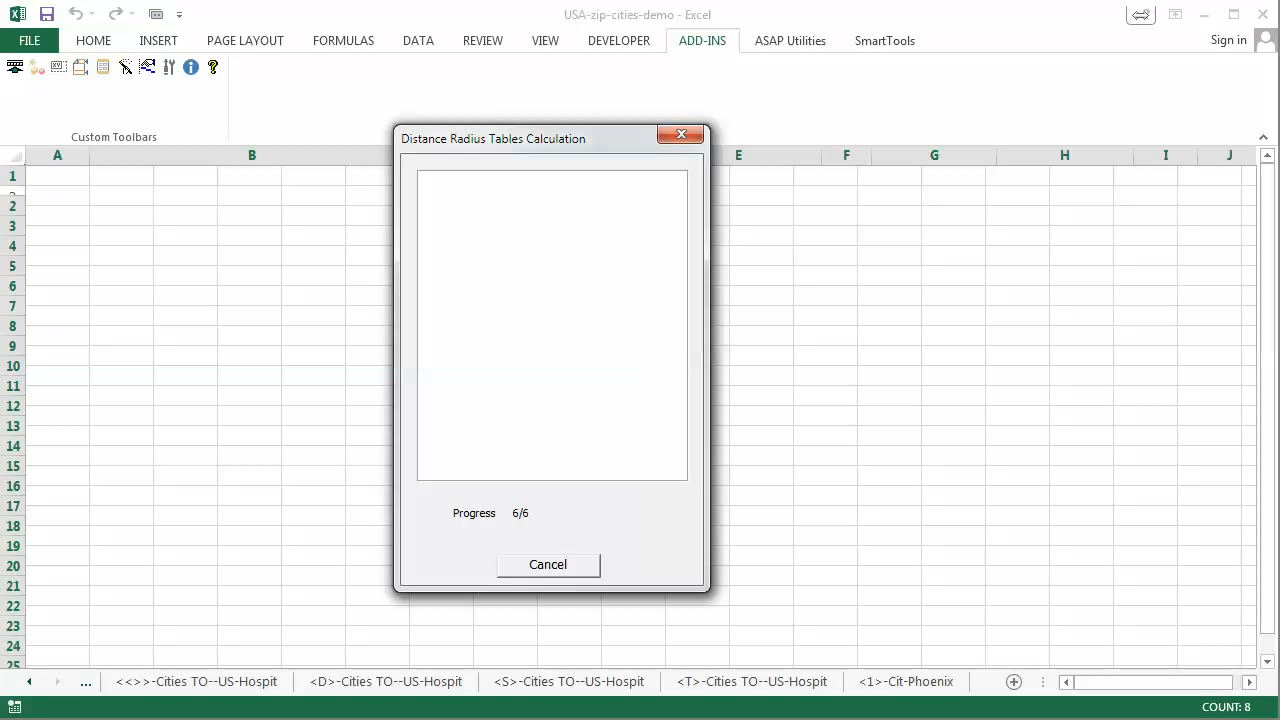 USA-zip-cities-demo - Excel
FILE HOME INSERT PAGE LAYOUT FORMULAS DATA REVIEW VIEW DEVELOPER ADD-INS ASAP Utilities SmartTools Sign in
Custom Toolbars
Distance Radius Tables Calculation
A B E F G H I J
1
2
3
4
5
6
7
8
9
10
11
12
13
14
15
16
17
18
19
20
21
22
23
24
25
Progress 6/6
Cancel
... <<>>-Cities TO--US-Hospit <D>-Cities TO--US-Hospit <S>-Cities TO--US-Hospit <T>-Cities TO--US-Hospit <1>-Cit-Phoenix
COUNT: 8